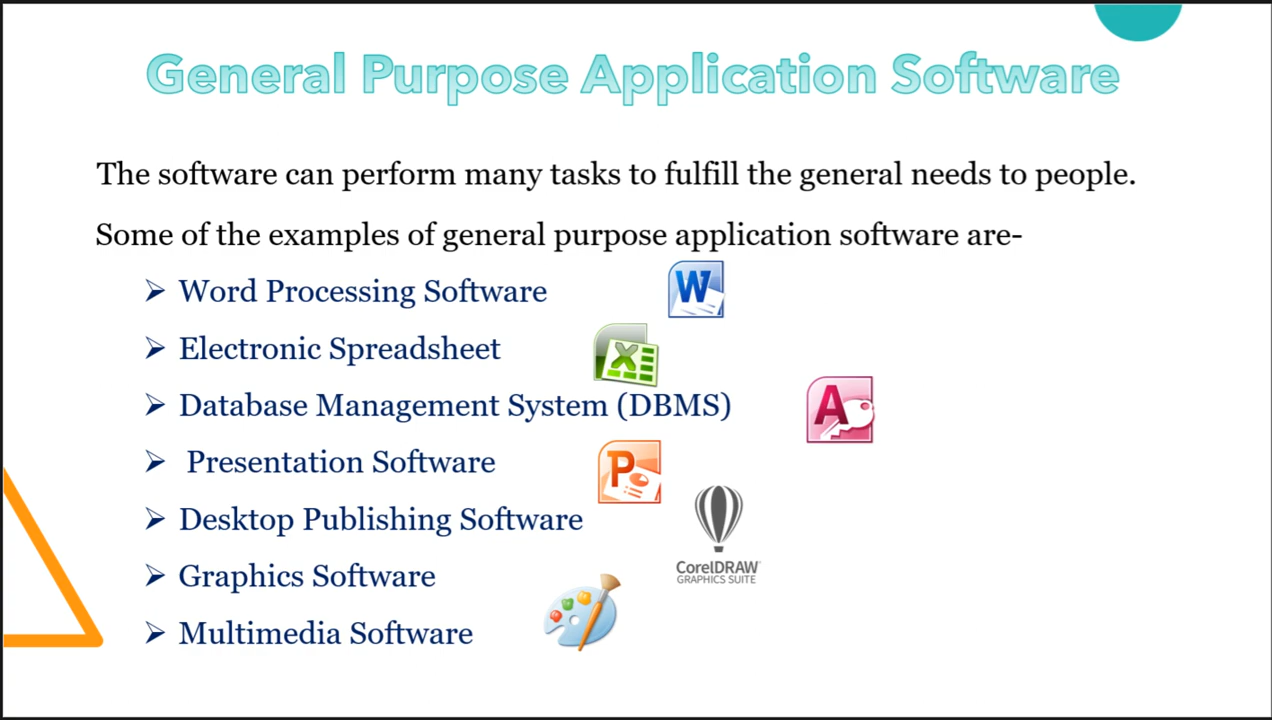 General Purpose Application Software
The software can perform many tasks to fulfill the general needs to people.
Some of the examples of general purpose application software are-
➢ Word Processing Software
W
➢ Electronic Spreadsheet
X
➢ Database Management System (DBMS)
A
➢ Presentation Software
P
➢ Desktop Publishing Software
CorelDRAW
GRAPHICS SUITE
➢ Graphics Software
➢ Multimedia Software